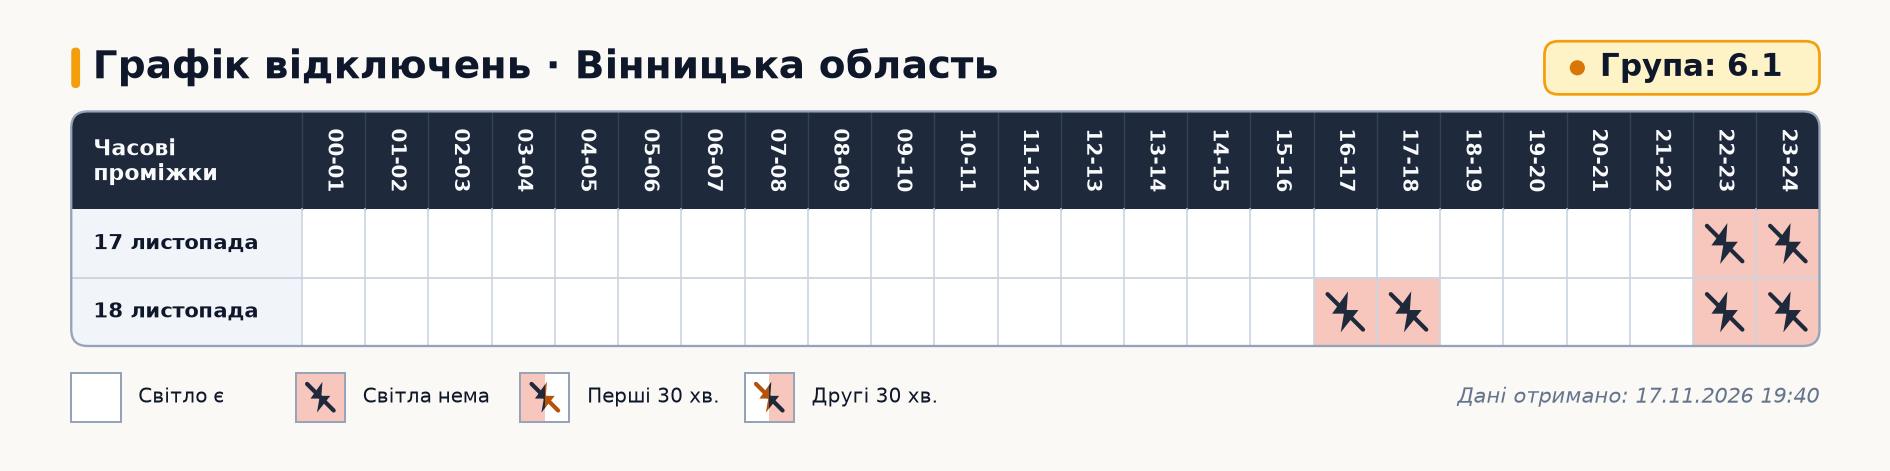 Графік відключень · Вінницька область
Група: 6.1
Часові
проміжки
00-01 01-02 02-03 03-04 04-05 05-06 06-07 07-08 08-09 09-10 10-11 11-12 12-13 13-14 14-15 15-16 16-17 17-18 18-19 19-20 20-21 21-22 22-23 23-24
17 листопада
18 листопада
Світло є
Світла нема
Перші 30 хв.
Другі 30 хв.
Дані отримано: 17.11.2026 19:40